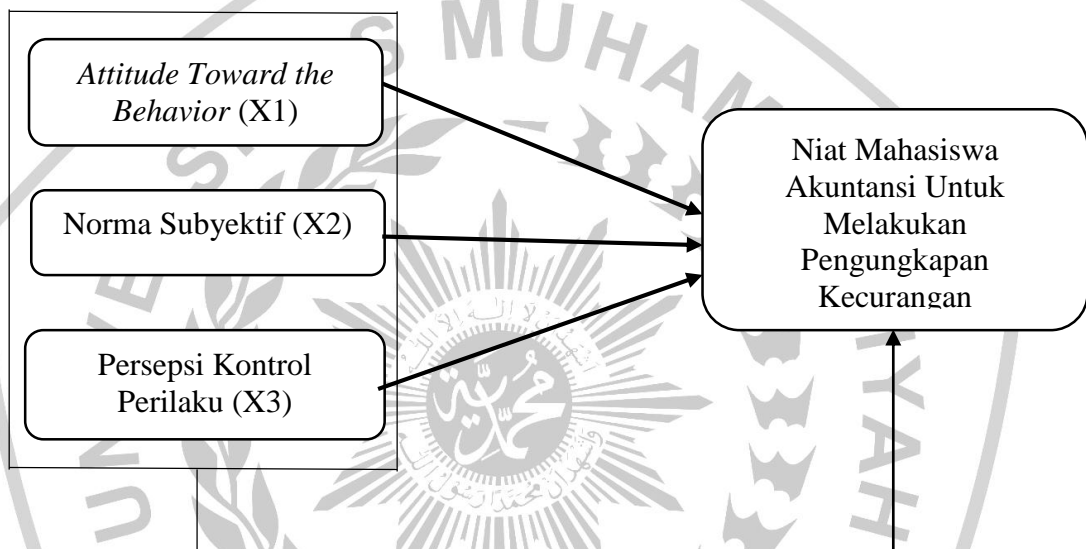 Attitude Toward the
Behavior (X1)
Norma Subyektif (X2)
Persepsi Kontrol
Perilaku (X3)
Niat Mahasiswa
Akuntansi Untuk
Melakukan
Pengungkapan
Kecurangan